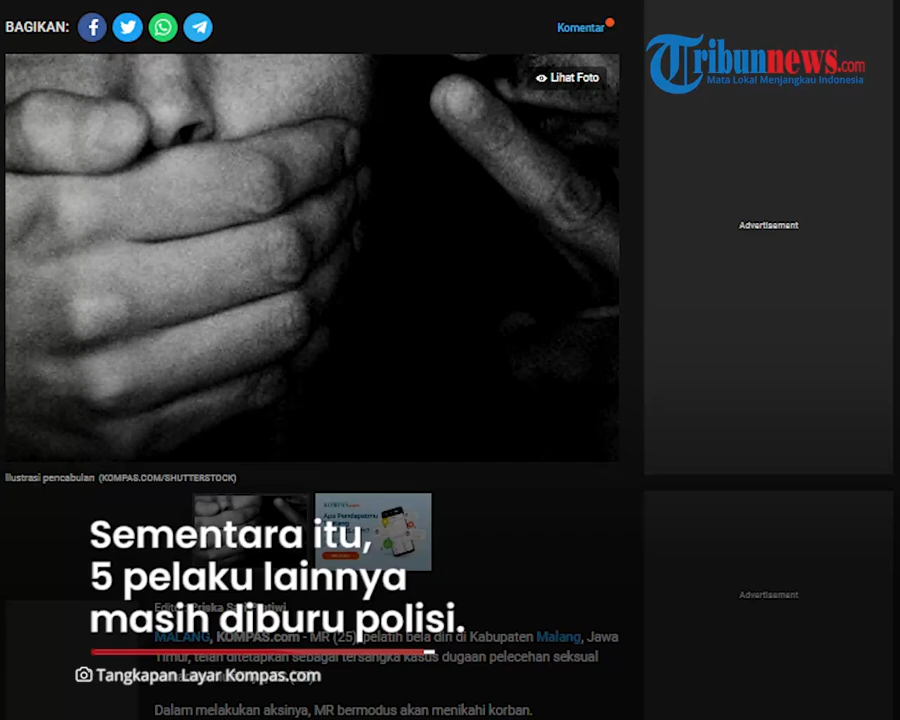 BAGIKAN:
Komentar
Lihat Foto
Tribunnews.com
Mata Lokal Menjangkau Indonesia
Advertisement
Ilustrasi pencabulan (KOMPAS.COM/SHUTTERSTOCK)
Sementara itu,
5 pelaku lainnya
masih diburu polisi.
Advertisement
MALANG, KOMPAS.com - MR (25), pelatih bela diri di Kabupaten Malang, Jawa
Timur, telah ditetapkan sebagai tersangka kasus dugaan pelecehan seksual
Tangkapan Layar Kompas.com
Dalam melakukan aksinya, MR bermodus akan menikahi korban.